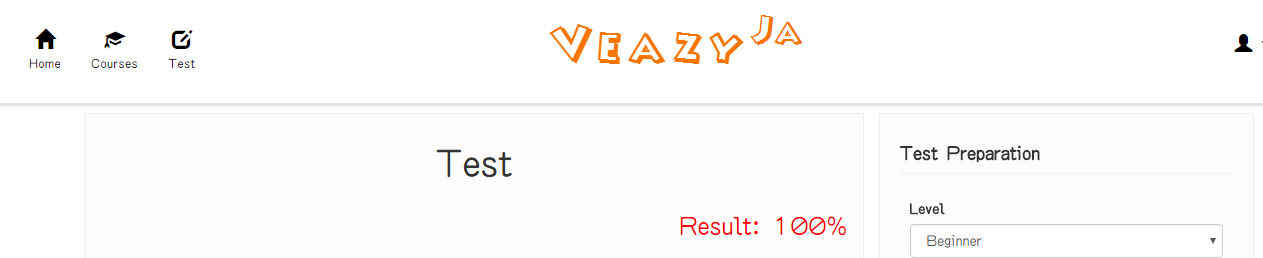 Veazy Ja
Home
Courses
Test
Test
Result: 100%
Test Preparation
Level
Beginner